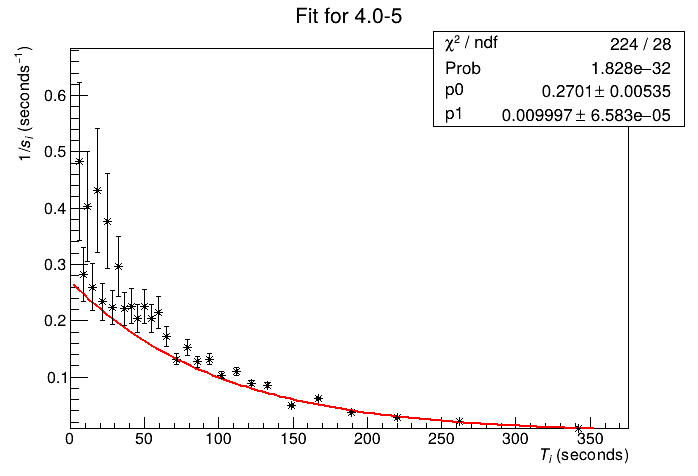 Fit for 4.0-5
χ² / ndf 224 / 28
Prob 1.828e−32
p0 0.2701 ± 0.00535
p1 0.009997 ± 6.583e−05
1/sᵢ (seconds⁻¹)
0.6
0.5
0.4
0.3
0.2
0.1
0 50 100 150 200 250 300 350
Tᵢ (seconds)